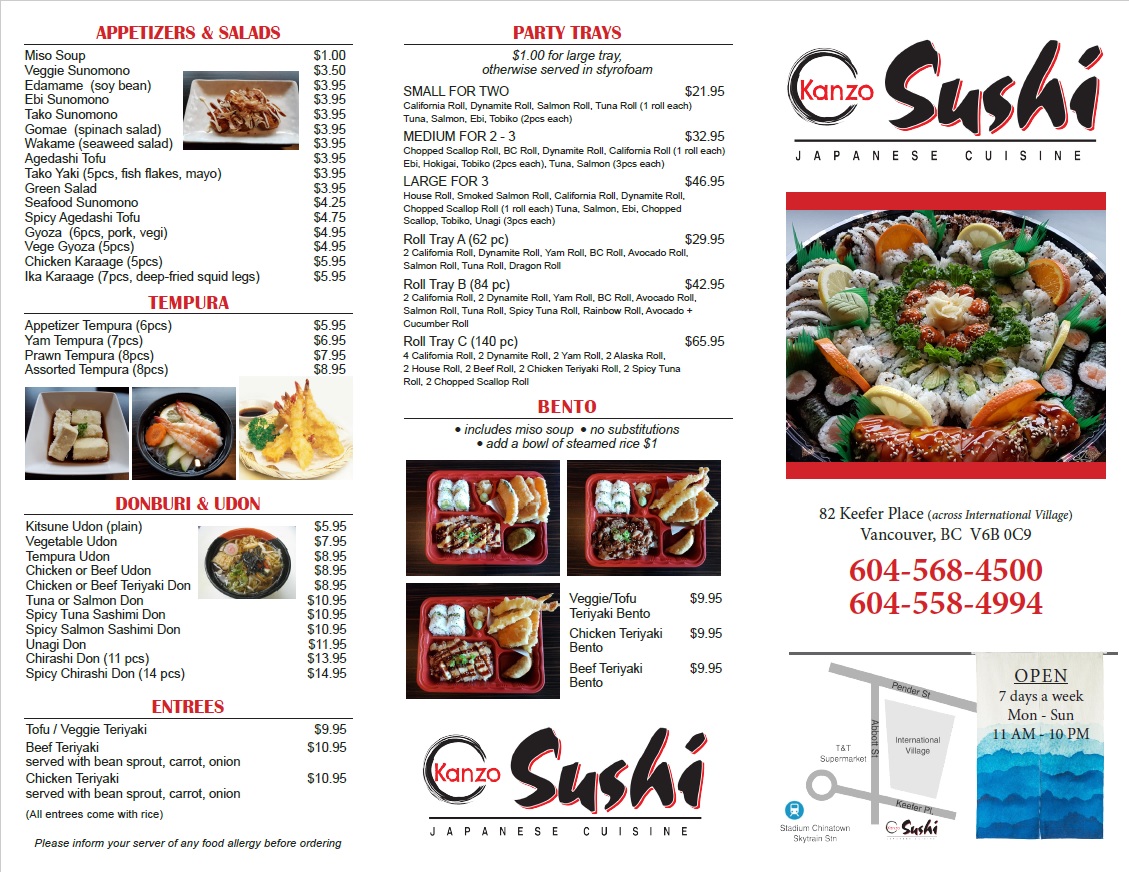 APPETIZERS & SALADS
Miso Soup $1.00
Veggie Sunomono $3.50
Edamame (soy bean) $3.95
Ebi Sunomono $3.95
Tako Sunomono $3.95
Gomae (spinach salad) $3.95
Wakame (seaweed salad) $3.95
Agedashi Tofu $3.95
Tako Yaki (5pcs, fish flakes, mayo) $3.95
Green Salad $3.95
Seafood Sunomono $4.25
Spicy Agedashi Tofu $4.75
Gyoza (6pcs, pork, vegi) $4.95
Vege Gyoza (5pcs) $4.95
Chicken Karaage (5pcs) $5.95
Ika Karaage (7pcs, deep-fried squid legs) $5.95
TEMPURA
Appetizer Tempura (6pcs) $5.95
Yam Tempura (7pcs) $6.95
Prawn Tempura (8pcs) $7.95
Assorted Tempura (8pcs) $8.95
DONBURI & UDON
Kitsune Udon (plain) $5.95
Vegetable Udon $7.95
Tempura Udon $8.95
Chicken or Beef Udon $8.95
Chicken or Beef Teriyaki Don $8.95
Tuna or Salmon Don $10.95
Spicy Tuna Sashimi Don $10.95
Spicy Salmon Sashimi Don $10.95
Unagi Don $11.95
Chirashi Don (11 pcs) $13.95
Spicy Chirashi Don (14 pcs) $14.95
ENTREES
Tofu / Veggie Teriyaki $9.95
Beef Teriyaki $10.95
served with bean sprout, carrot, onion
Chicken Teriyaki $10.95
served with bean sprout, carrot, onion
(All entrees come with rice)
Please inform your server of any food allergy before ordering
PARTY TRAYS
$1.00 for large tray,
otherwise served in styrofoam
SMALL FOR TWO $21.95
California Roll, Dynamite Roll, Salmon Roll, Tuna Roll (1 roll each)
Tuna, Salmon, Ebi, Tobiko (2pcs each)
MEDIUM FOR 2 - 3 $32.95
Chopped Scallop Roll, BC Roll, Dynamite Roll, California Roll (1 roll each)
Ebi, Hokigai, Tobiko (2pcs each), Tuna, Salmon (3pcs each)
LARGE FOR 3 $46.95
House Roll, Smoked Salmon Roll, California Roll, Dynamite Roll,
Chopped Scallop Roll (1 roll each) Tuna, Salmon, Ebi, Chopped
Scallop, Tobiko, Unagi (3pcs each)
Roll Tray A (62 pc) $29.95
2 California Roll, Dynamite Roll, Yam Roll, BC Roll, Avocado Roll,
Salmon Roll, Tuna Roll, Dragon Roll
Roll Tray B (84 pc) $42.95
2 California Roll, 2 Dynamite Roll, Yam Roll, BC Roll, Avocado Roll,
Salmon Roll, Tuna Roll, Spicy Tuna Roll, Rainbow Roll, Avocado +
Cucumber Roll
Roll Tray C (140 pc) $65.95
4 California Roll, 2 Dynamite Roll, 2 Yam Roll, 2 Alaska Roll,
2 House Roll, 2 Beef Roll, 2 Chicken Teriyaki Roll, 2 Spicy Tuna
Roll, 2 Chopped Scallop Roll
BENTO
• includes miso soup • no substitutions
• add a bowl of steamed rice $1
Veggie/Tofu $9.95
Teriyaki Bento
Chicken Teriyaki $9.95
Bento
Beef Teriyaki $9.95
Bento
Kanzo Sushi
JAPANESE CUISINE
Kanzo Sushi
JAPANESE CUISINE
82 Keefer Place (across International Village)
Vancouver, BC V6B 0C9
604-568-4500
604-558-4994
Pender St
Abbott St
International
Village
T&T
Supermarket
Keefer Pl.
Stadium Chinatown
Skytrain Stn
Kanzo Sushi
OPEN
7 days a week
Mon - Sun
11 AM - 10 PM